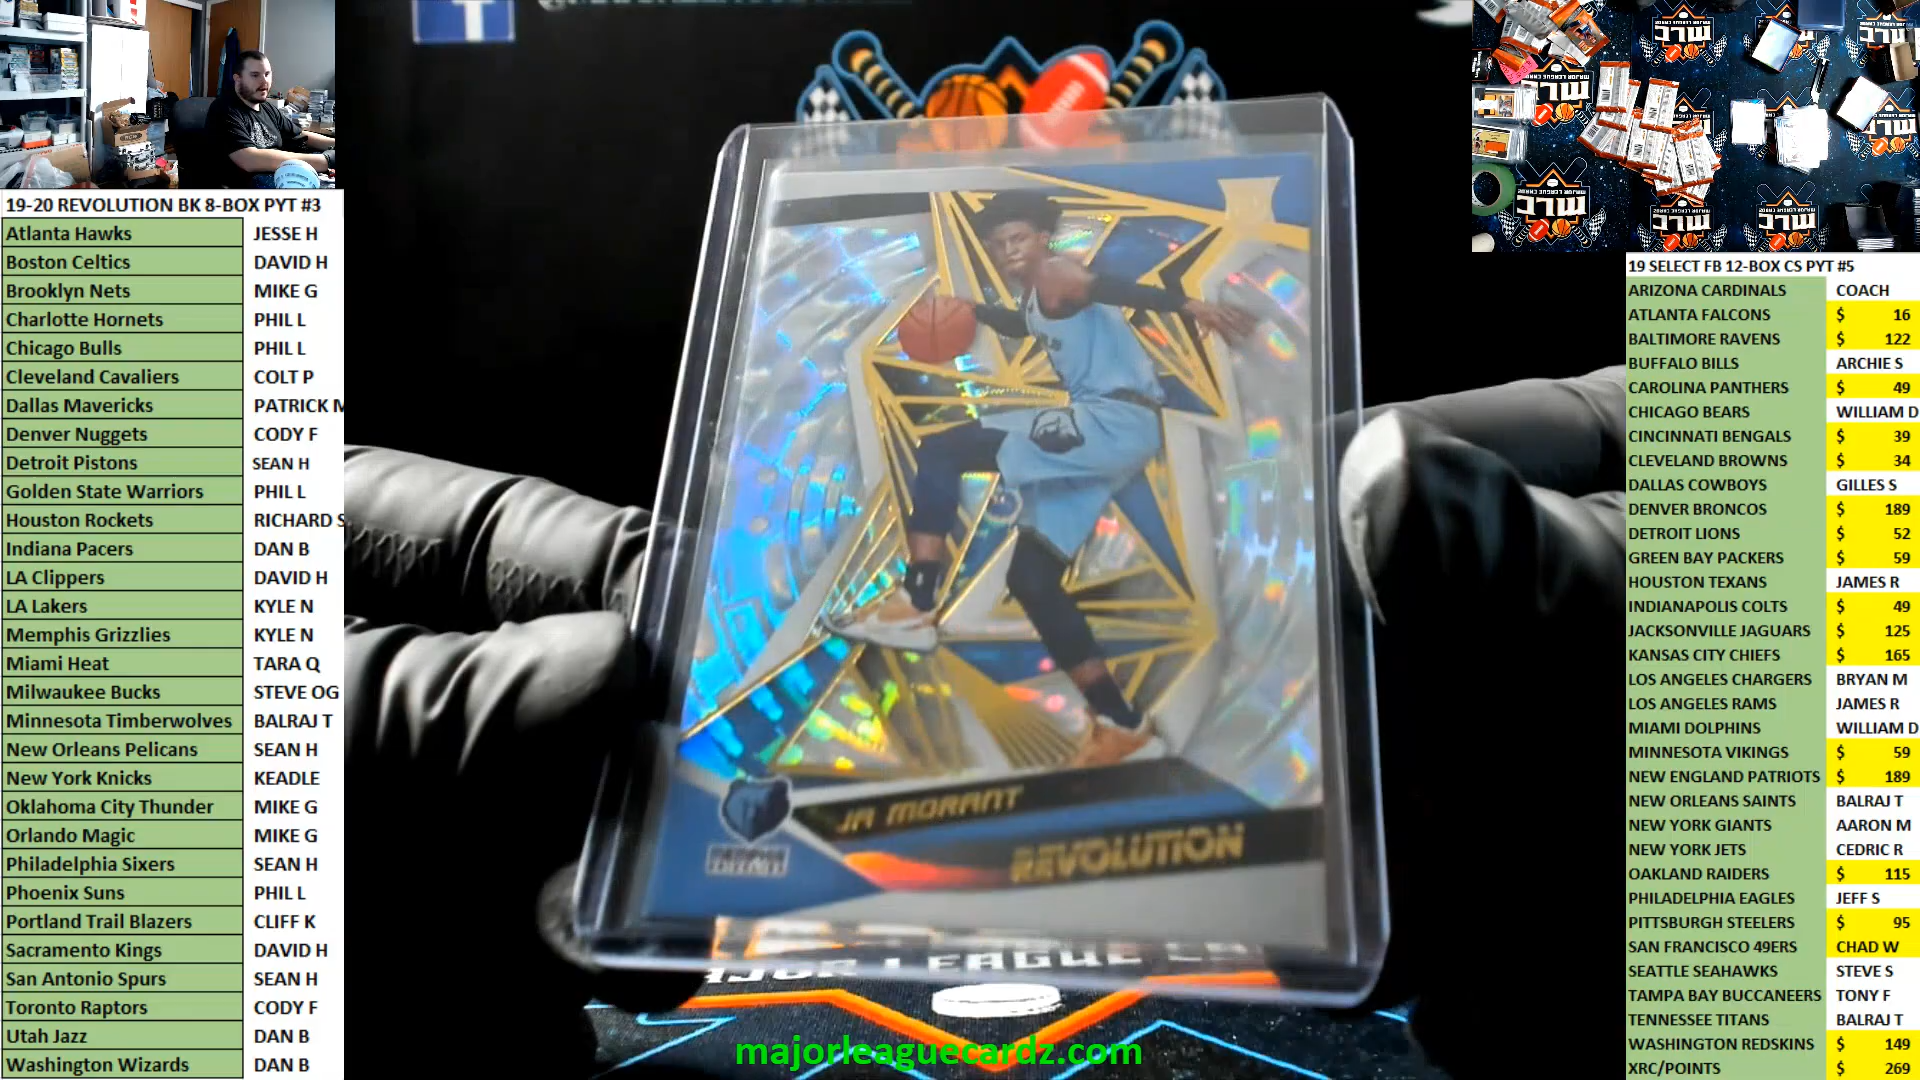 19-20 REVOLUTION BK 8-BOX PYT #3
Atlanta Hawks JESSE H
Boston Celtics DAVID H
Brooklyn Nets MIKE G
Charlotte Hornets PHIL L
Chicago Bulls PHIL L
Cleveland Cavaliers COLT P
Dallas Mavericks PATRICK M
Denver Nuggets CODY F
Detroit Pistons SEAN H
Golden State Warriors PHIL L
Houston Rockets RICHARD S
Indiana Pacers DAN B
LA Clippers DAVID H
LA Lakers KYLE N
Memphis Grizzlies KYLE N
Miami Heat TARA Q
Milwaukee Bucks STEVE OG
Minnesota Timberwolves BALRAJ T
New Orleans Pelicans SEAN H
New York Knicks KEADLE
Oklahoma City Thunder MIKE G
Orlando Magic MIKE G
Philadelphia Sixers SEAN H
Phoenix Suns PHIL L
Portland Trail Blazers CLIFF K
Sacramento Kings DAVID H
San Antonio Spurs SEAN H
Toronto Raptors CODY F
Utah Jazz DAN B
Washington Wizards DAN B
JA MORANT
REVOLUTION
majorleaguecardz.com
19 SELECT FB 12-BOX CS PYT #5
ARIZONA CARDINALS COACH
ATLANTA FALCONS $ 16
BALTIMORE RAVENS $ 122
BUFFALO BILLS ARCHIE S
CAROLINA PANTHERS $ 49
CHICAGO BEARS WILLIAM D
CINCINNATI BENGALS $ 39
CLEVELAND BROWNS $ 34
DALLAS COWBOYS GILLES S
DENVER BRONCOS $ 189
DETROIT LIONS $ 52
GREEN BAY PACKERS $ 59
HOUSTON TEXANS JAMES R
INDIANAPOLIS COLTS $ 49
JACKSONVILLE JAGUARS $ 125
KANSAS CITY CHIEFS $ 165
LOS ANGELES CHARGERS BRYAN M
LOS ANGELES RAMS JAMES R
MIAMI DOLPHINS WILLIAM D
MINNESOTA VIKINGS $ 59
NEW ENGLAND PATRIOTS $ 189
NEW ORLEANS SAINTS BALRAJ T
NEW YORK GIANTS AARON M
NEW YORK JETS CEDRIC R
OAKLAND RAIDERS $ 115
PHILADELPHIA EAGLES JEFF S
PITTSBURGH STEELERS $ 95
SAN FRANCISCO 49ERS CHAD W
SEATTLE SEAHAWKS STEVE S
TAMPA BAY BUCCANEERS TONY F
TENNESSEE TITANS BALRAJ T
WASHINGTON REDSKINS $ 149
XRC/POINTS $ 269